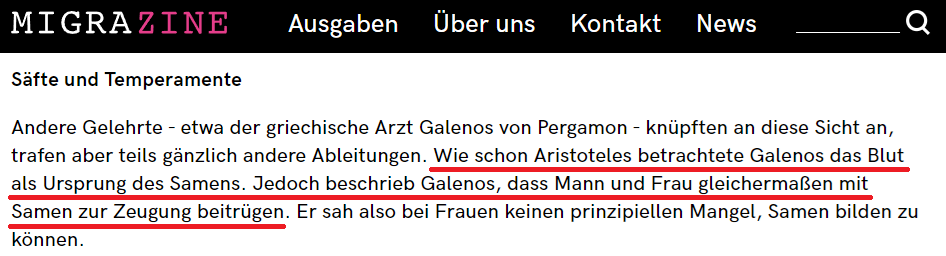 MIGRAZINE Ausgaben Über uns Kontakt News
Säfte und Temperamente
Andere Gelehrte - etwa der griechische Arzt Galenos von Pergamon - knüpften an diese Sicht an,
trafen aber teils gänzlich andere Ableitungen. Wie schon Aristoteles betrachtete Galenos das Blut
als Ursprung des Samens. Jedoch beschrieb Galenos, dass Mann und Frau gleichermaßen mit
Samen zur Zeugung beitrügen. Er sah also bei Frauen keinen prinzipiellen Mangel, Samen bilden zu
können.